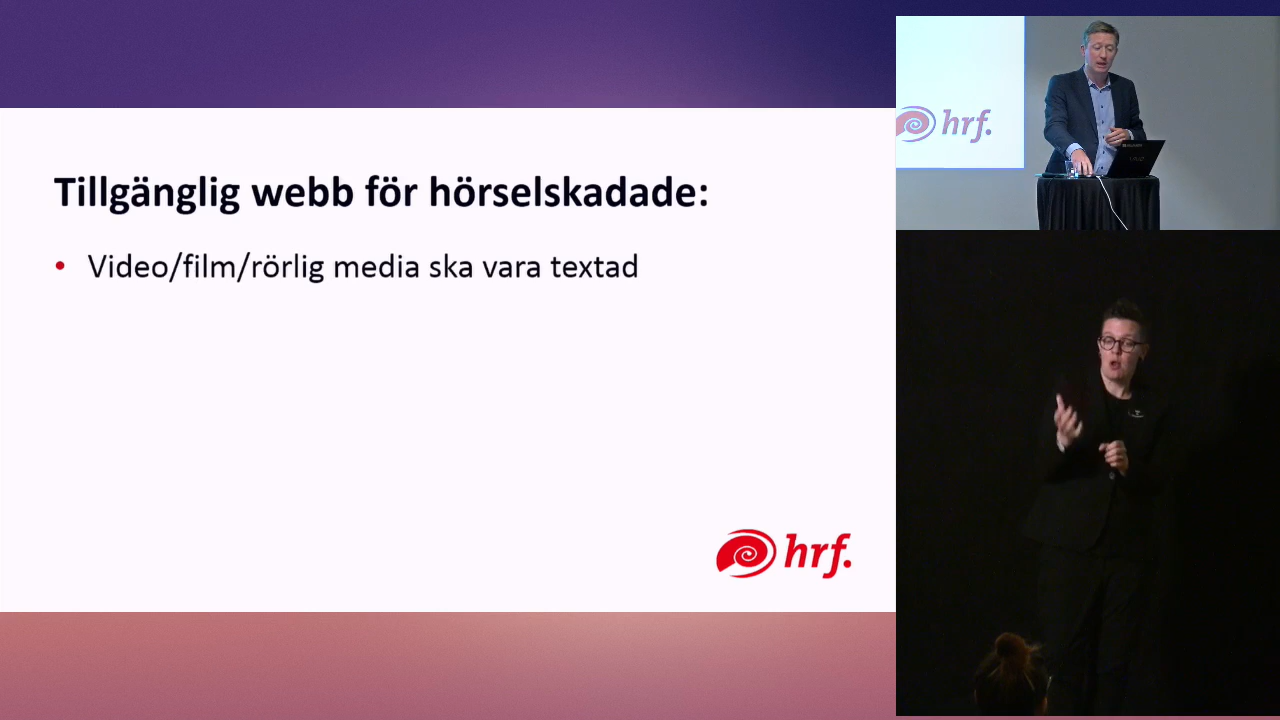 Tillgänglig webb för hörselskadade:
• Video/film/rörlig media ska vara textad
hrf.
hrf.